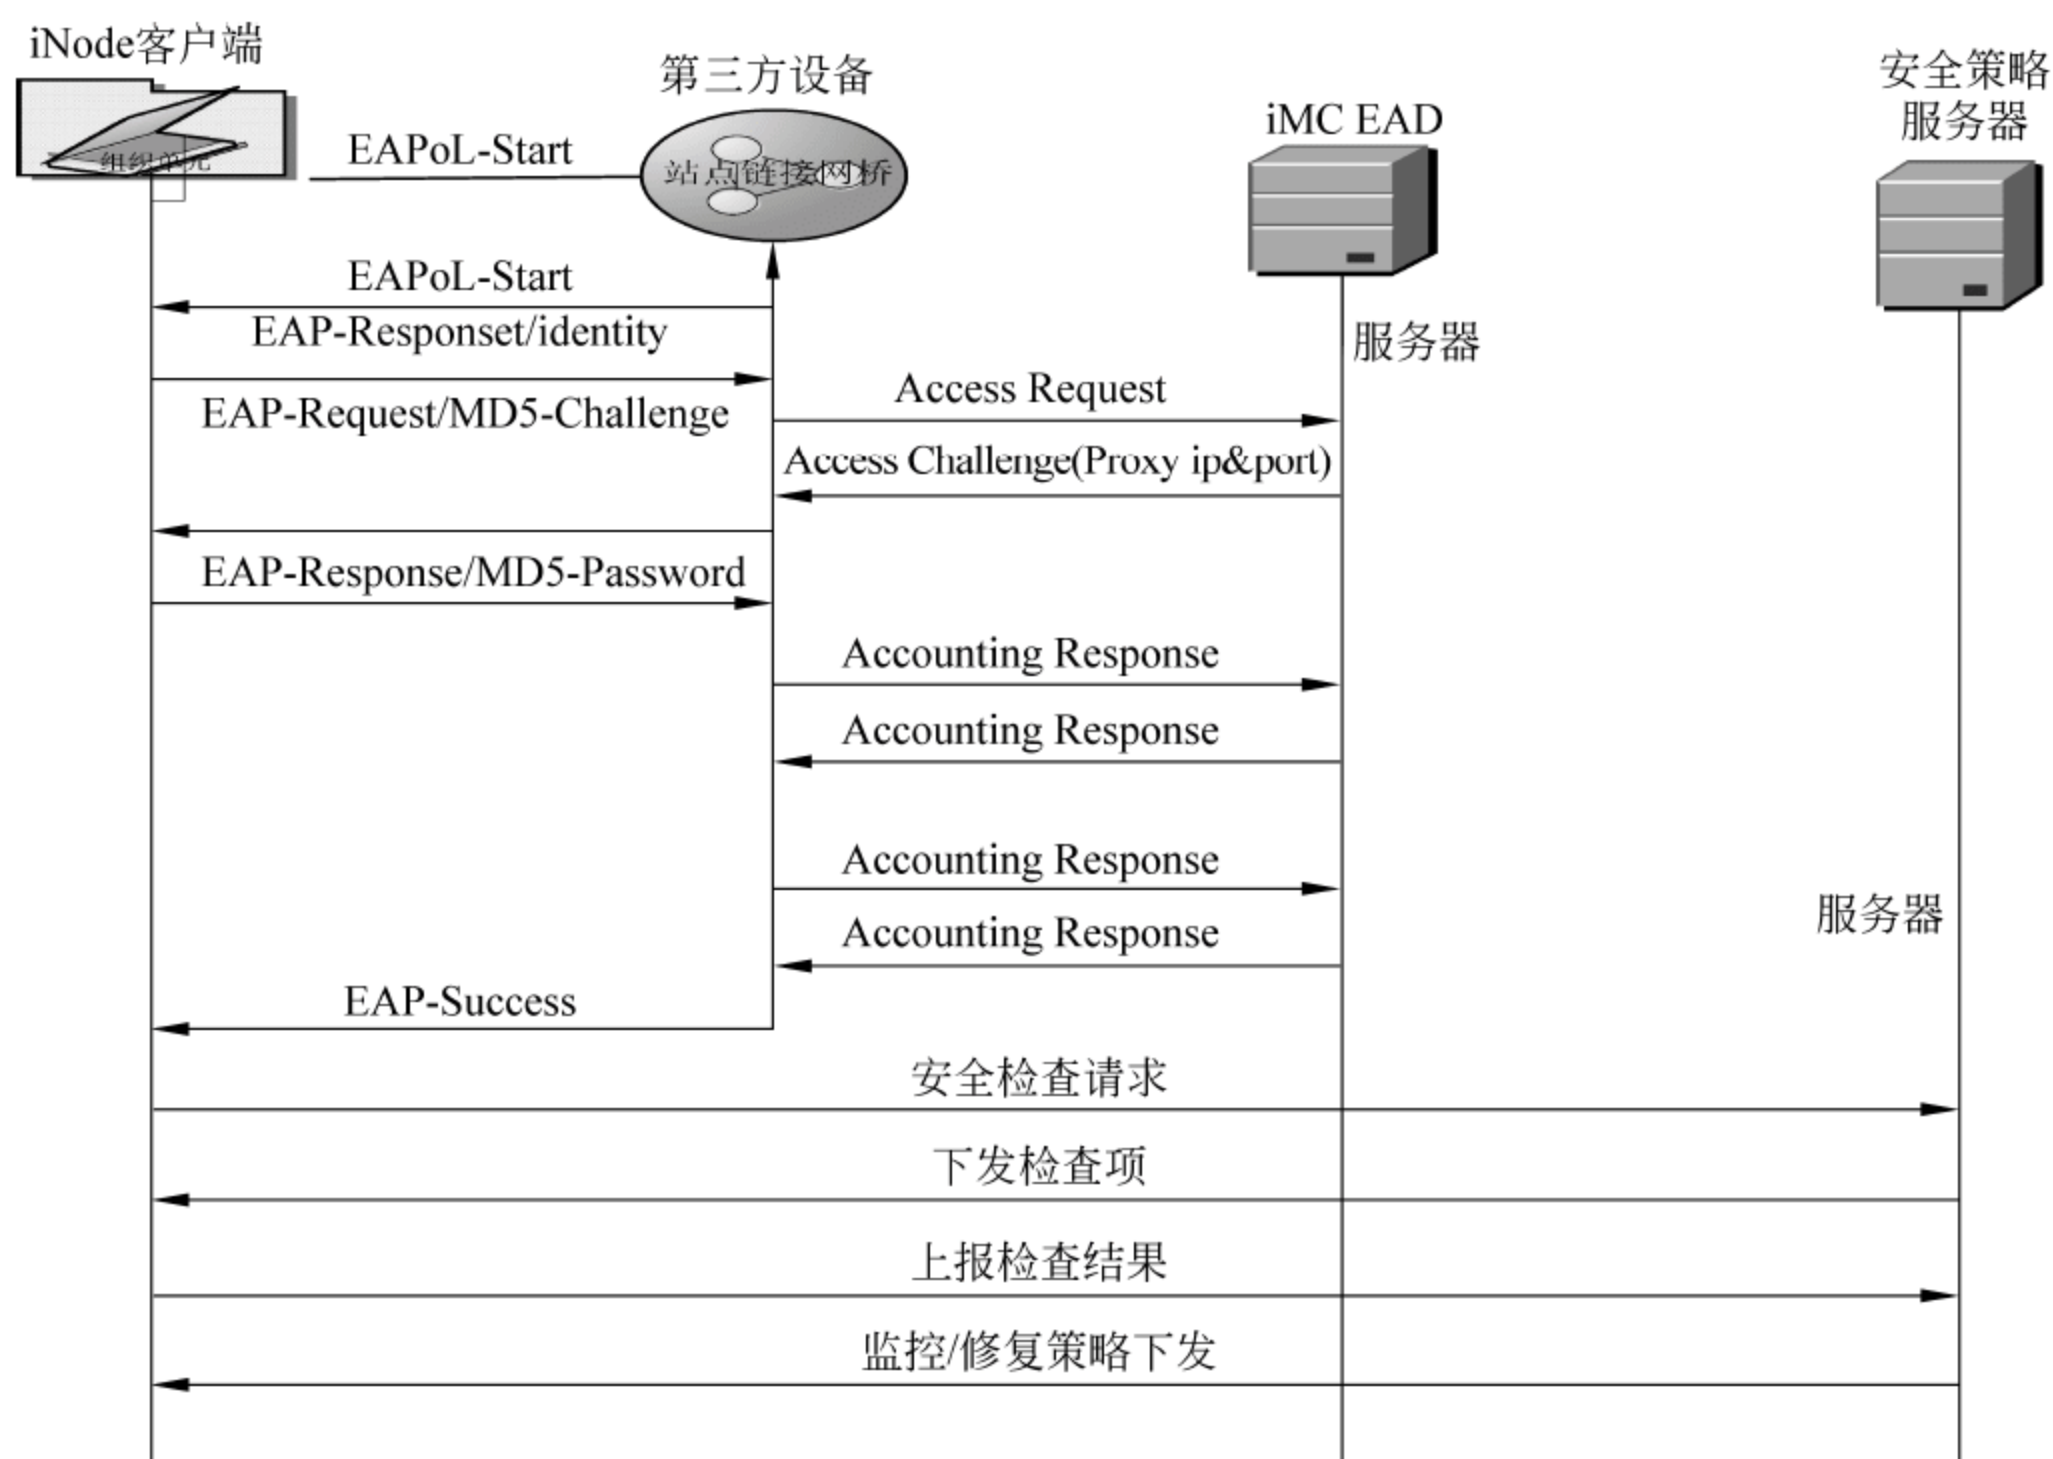 iNode客户端
第三方设备
iMC EAD
安全策略
服务器
组织单元
EAPoL-Start
站点链接网桥
EAPoL-Start
EAP-Responset/identity
服务器
Access Request
EAP-Request/MD5-Challenge
Access Challenge(Proxy ip&port)
EAP-Response/MD5-Password
Accounting Response
Accounting Response
Accounting Response
服务器
Accounting Response
EAP-Success
安全检查请求
下发检查项
上报检查结果
监控/修复策略下发